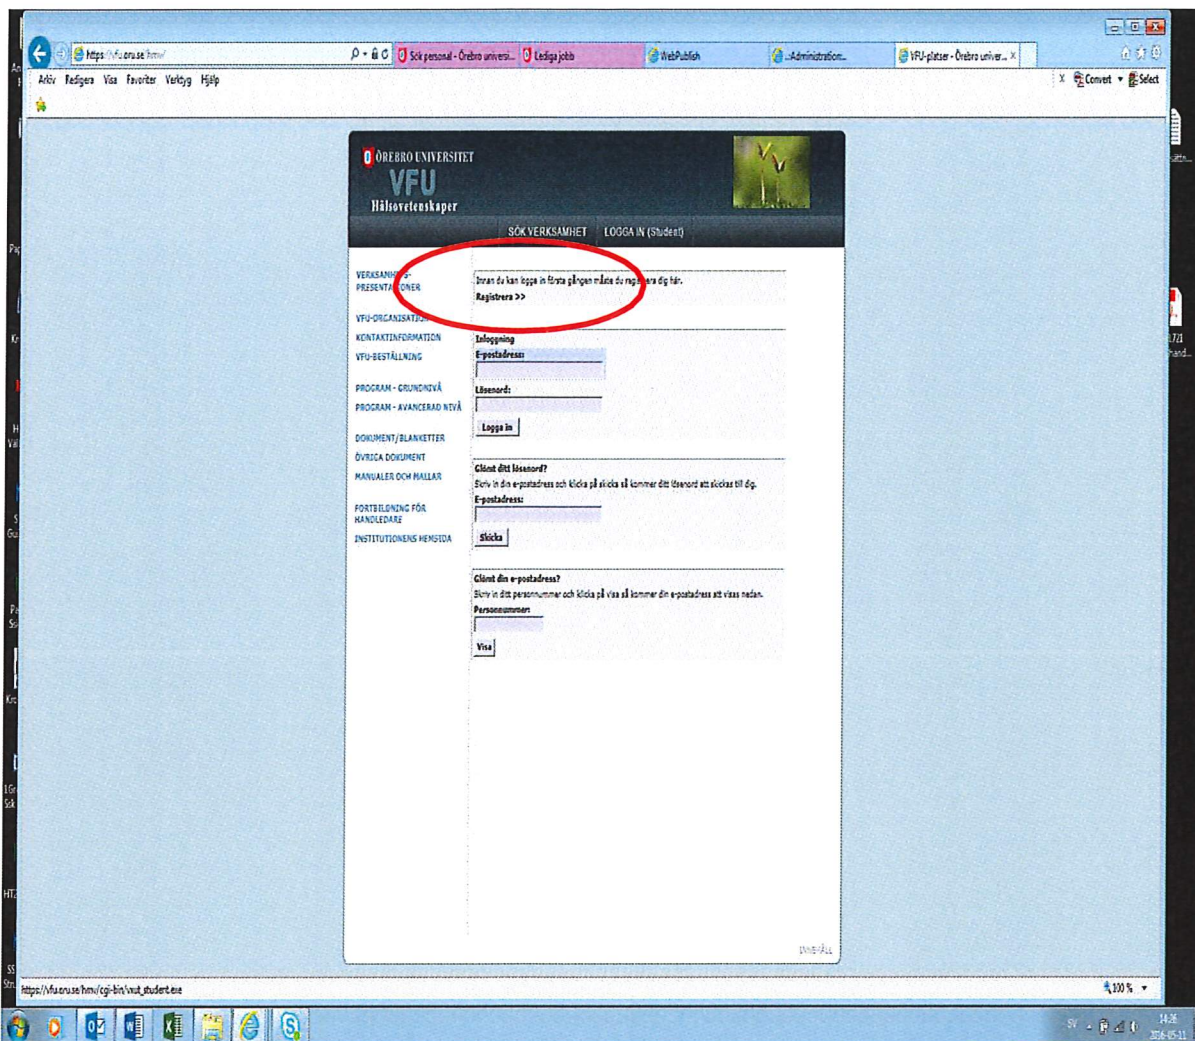 https://vfu.oru.se/hmv/
Sök personal - Örebro universi...
Lediga jobb
WebPublish
..:Administration:..
VFU-platser - Örebro univer...
Arkiv Redigera Visa Favoriter Verktyg Hjälp
X Convert Select
ÖREBRO UNIVERSITET
VFU
Hälsovetenskaper
SÖK VERKSAMHET
LOGGA IN (Student)
VERKSAMHETS-
PRESENTATIONER
VFU-ORGANISATION
KONTAKTINFORMATION
VFU-BESTÄLLNING
PROGRAM - GRUNDNIVÅ
PROGRAM - AVANCERAD NIVÅ
DOKUMENT/BLANKETTER
ÖVRIGA DOKUMENT
MANUALER OCH MALLAR
FORTBILDNING FÖR
HANDLEDARE
INSTITUTIONENS HEMSIDA
Innan du kan logga in första gången måste du registrera dig här.
Registrera >>
Inloggning
E-postadress:
Lösenord:
Logga in
Glömt ditt lösenord?
Skriv in din e-postadress och klicka på skicka så kommer ditt lösenord att skickas till dig.
E-postadress:
Skicka
Glömt din e-postadress?
Skriv in ditt personnummer och klicka på visa så kommer din e-postadress att visas nedan.
Personnummer:
Visa
INNEHÅLL
https://vfu.oru.se/hmv/cgi-bin/vxut_student.exe
100 %
SV
14:26
2016-05-11